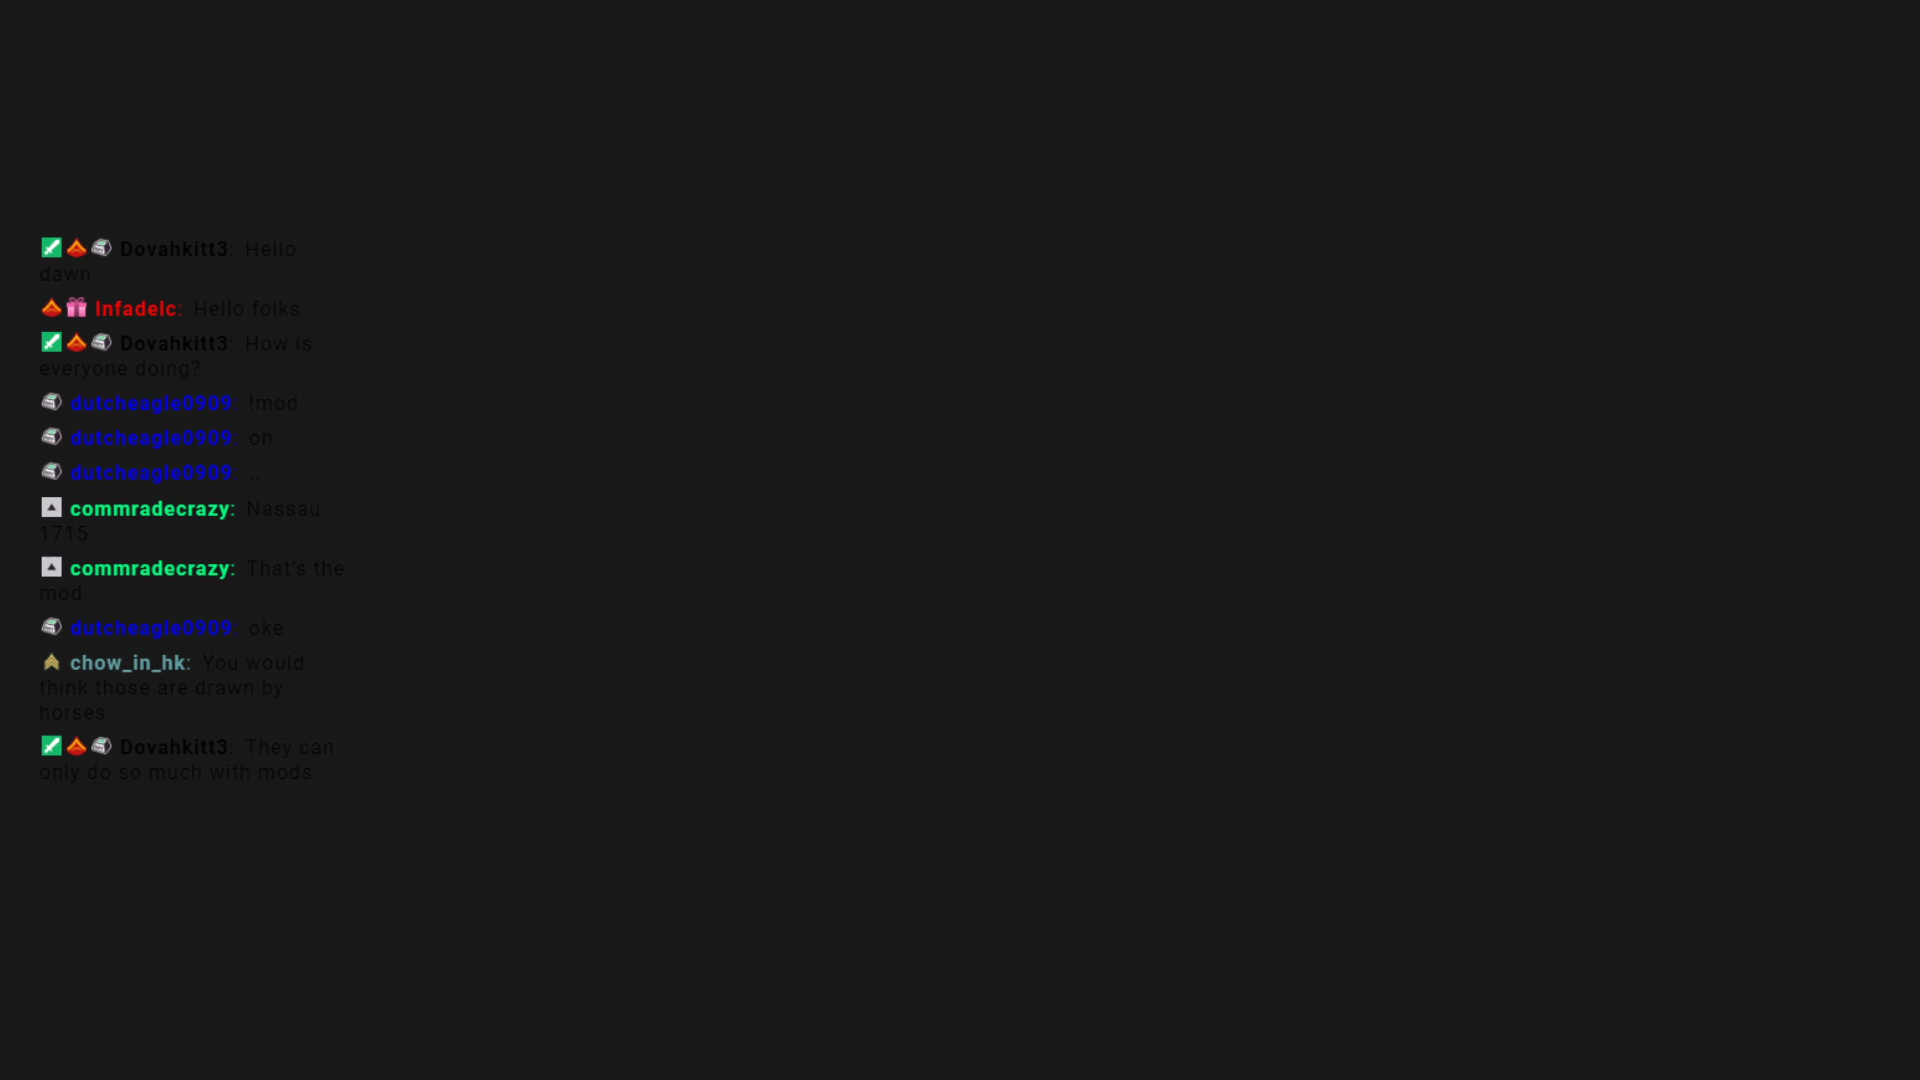 Dovahkitt3: Hello
dawn
Infadelc: Hello folks
Dovahkitt3: How is
everyone doing?
dutcheagle0909: !mod
dutcheagle0909: oh
dutcheagle0909: ..
commradecrazy: Nassau
1715
commradecrazy: That's the
mod
dutcheagle0909: oke
chow_in_hk: You would
think those are drawn by
horses
Dovahkitt3: They can
only do so much with mods